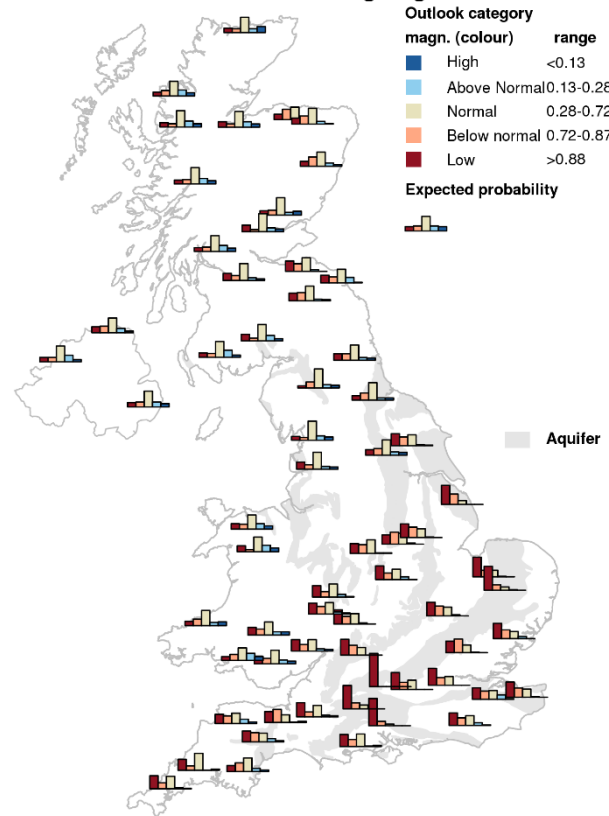 Outlook category
magn. (colour) range
High <0.13
Above Normal 0.13-0.28
Normal 0.28-0.72
Below normal 0.72-0.87
Low >0.88
Expected probability
Aquifer